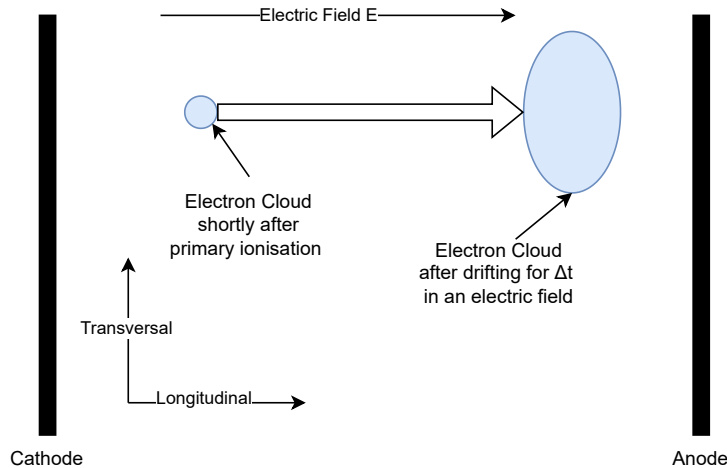 Electric Field E
Electron Cloud
shortly after
primary ionisation
Electron Cloud
after drifting for Δt
in an electric field
Transversal
Longitudinal
Cathode
Anode